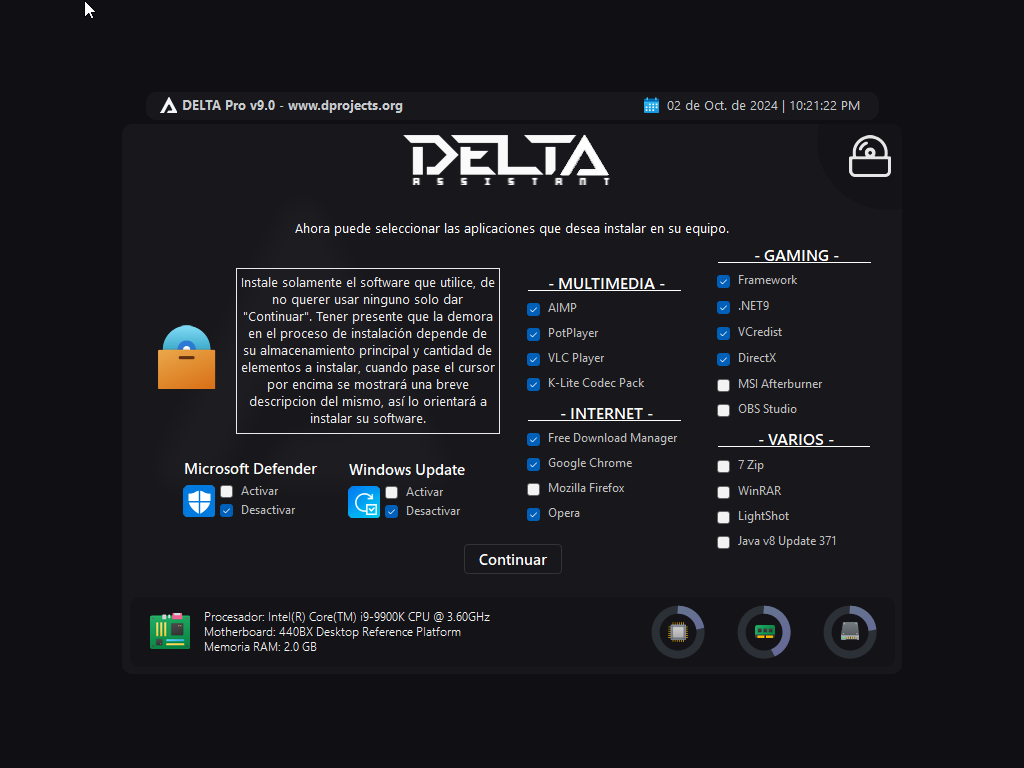 DELTA Pro v9.0 - www.dprojects.org
02 de Oct. de 2024 | 10:21:22 PM
DELTA
ASSISTANT
Ahora puede seleccionar las aplicaciones que desea instalar en su equipo.
Instale solamente el software que utilice, de
no querer usar ninguno solo dar
"Continuar". Tener presente que la demora
en el proceso de instalación depende de
su almacenamiento principal y cantidad de
elementos a instalar, cuando pase el cursor
por encima se mostrará una breve
descripcion del mismo, así lo orientará a
instalar su software.
Microsoft Defender
Activar
Desactivar
Windows Update
Activar
Desactivar
- MULTIMEDIA -
AIMP
PotPlayer
VLC Player
K-Lite Codec Pack
- INTERNET -
Free Download Manager
Google Chrome
Mozilla Firefox
Opera
- GAMING -
Framework
.NET9
VCredist
DirectX
MSI Afterburner
OBS Studio
- VARIOS -
7 Zip
WinRAR
LightShot
Java v8 Update 371
Continuar
Procesador: Intel(R) Core(TM) i9-9900K CPU @ 3.60GHz
Motherboard: 440BX Desktop Reference Platform
Memoria RAM: 2.0 GB